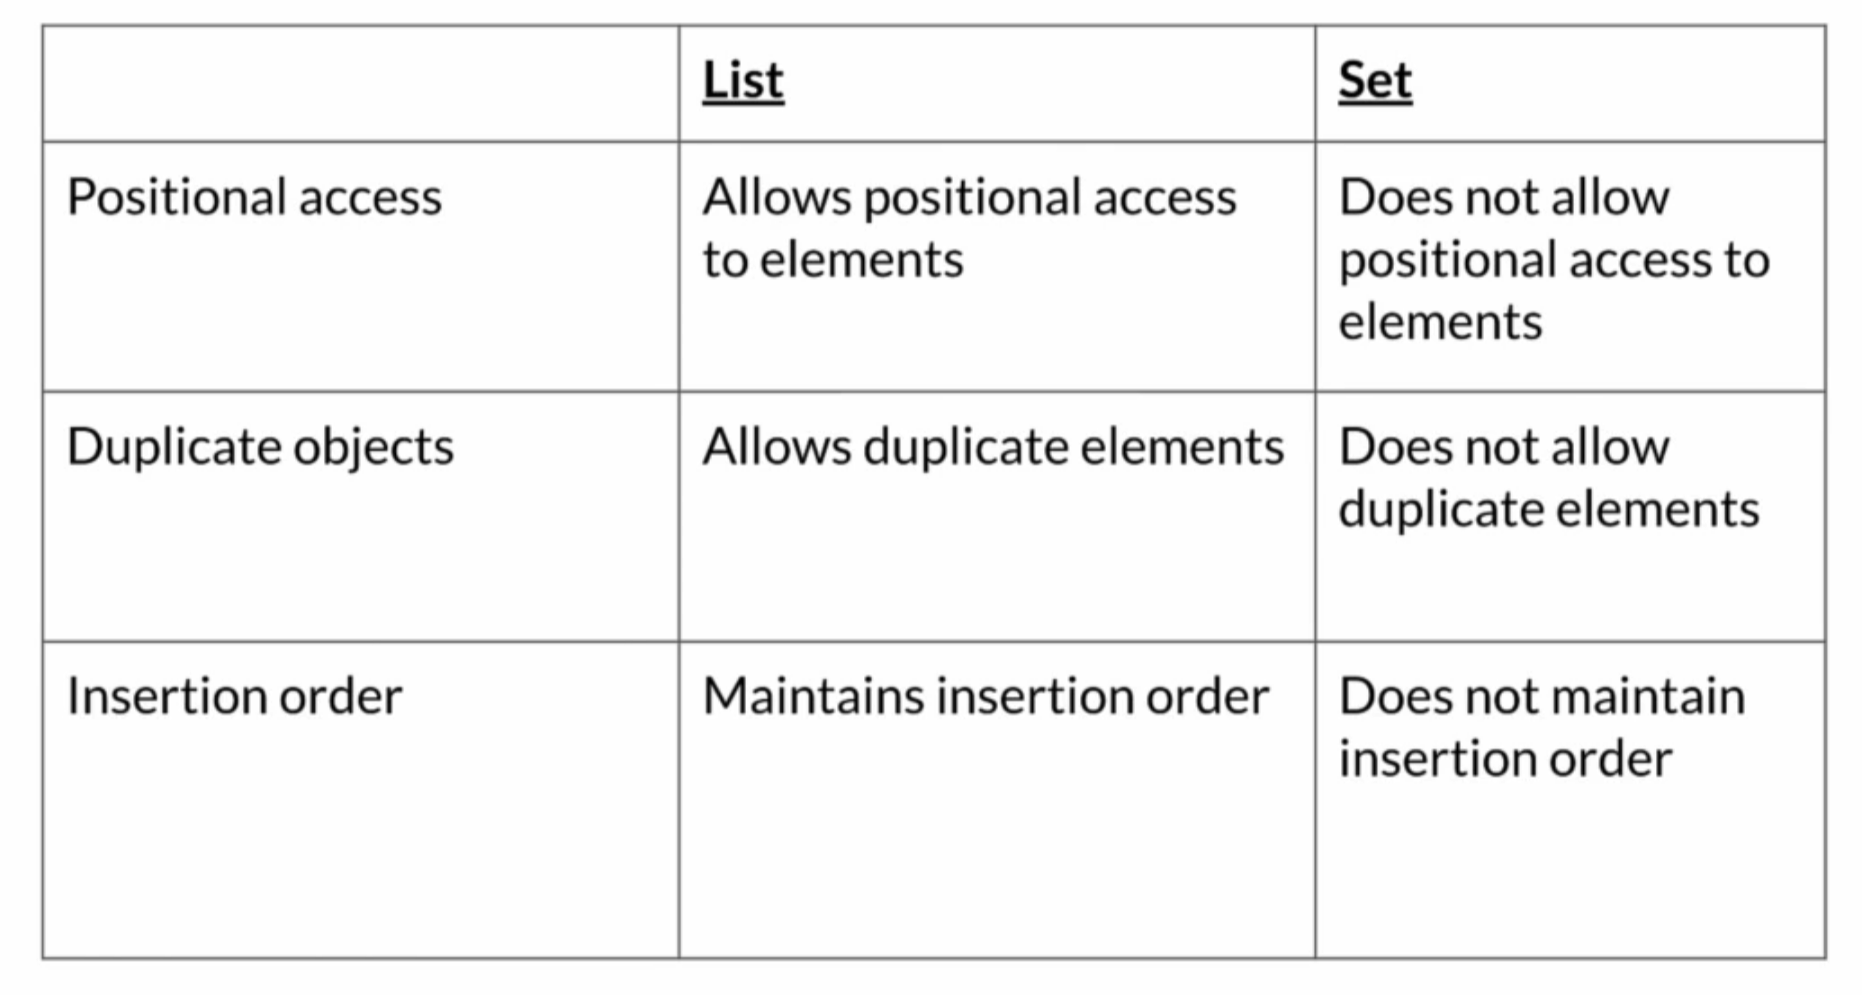 List
Set
Positional access
Allows positional access
to elements
Does not allow
positional access to
elements
Duplicate objects
Allows duplicate elements
Does not allow
duplicate elements
Insertion order
Maintains insertion order
Does not maintain
insertion order